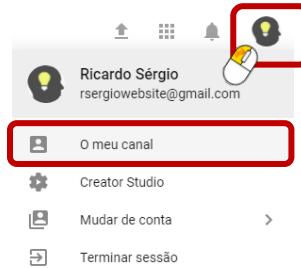 Ricardo Sérgio
rsergiowebsite@gmail.com
O meu canal
Creator Studio
Mudar de conta
Terminar sessão